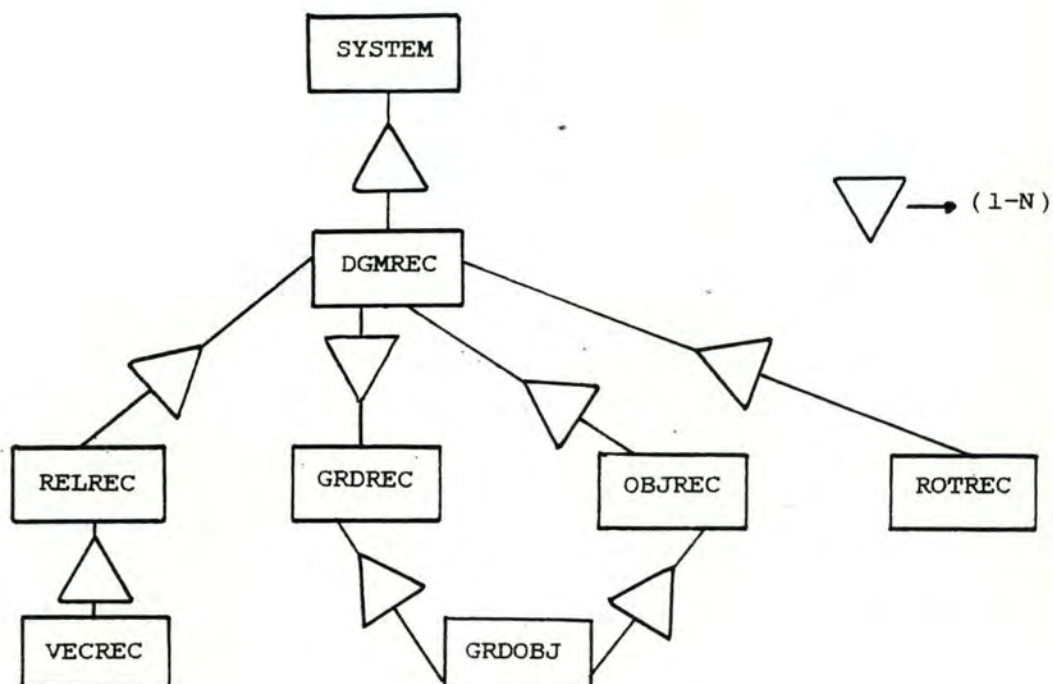 SYSTEM
(1-N)
DGMREC
RELREC
GRDREC
OBJREC
ROTREC
VECREC
GRDOBJ